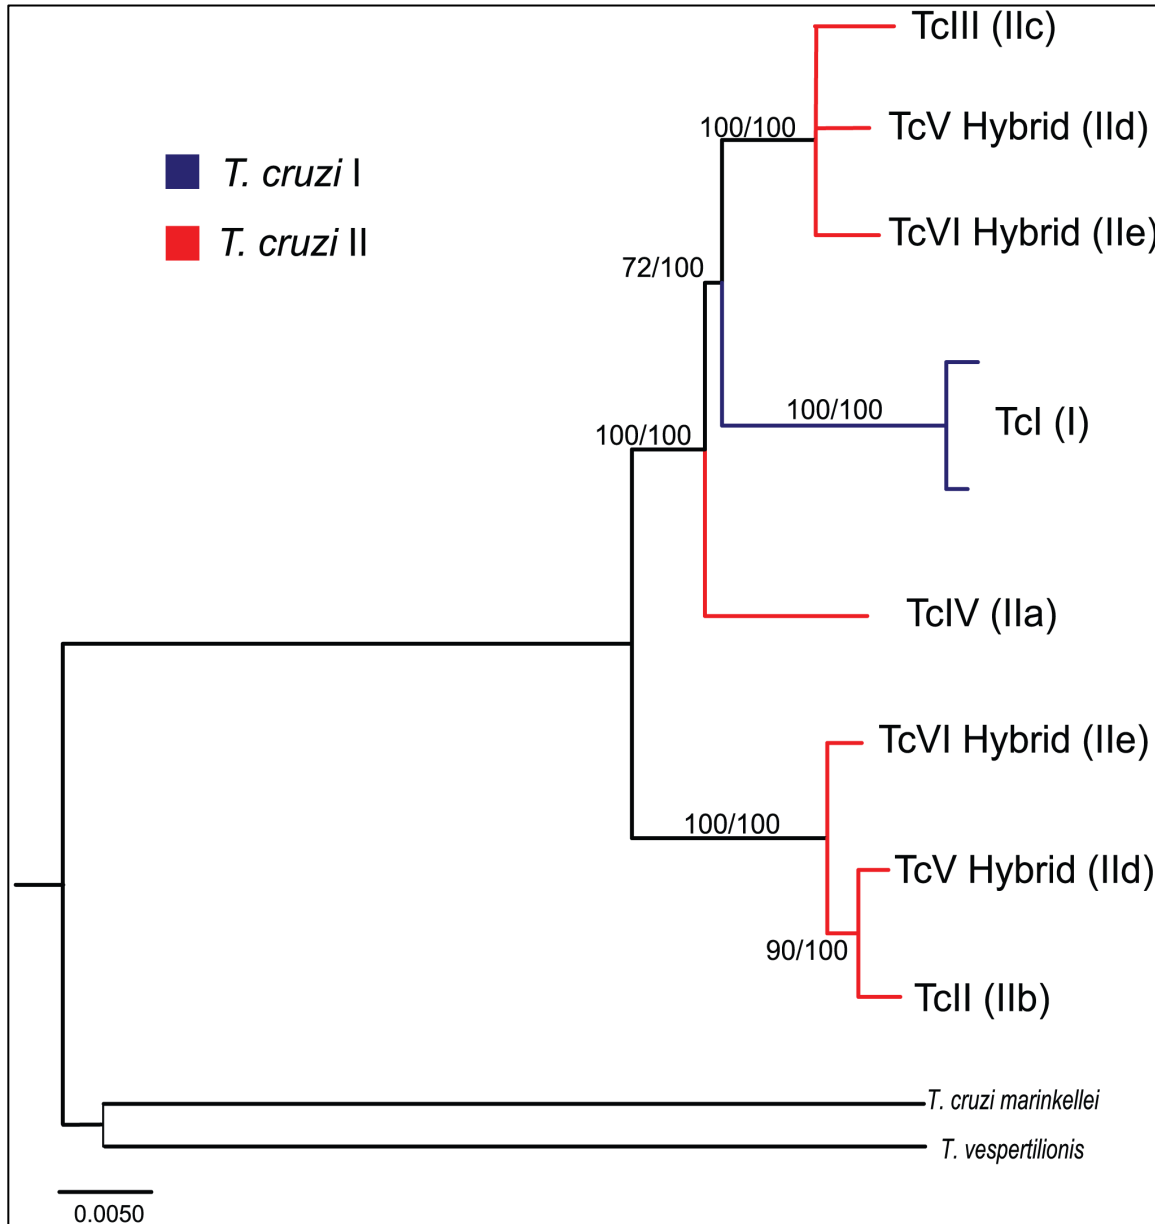 TcIII (IIc)
100/100
TcV Hybrid (IId)
T. cruzi I
T. cruzi II
TcVI Hybrid (IIe)
72/100
100/100
TcI (I)
100/100
TcIV (IIa)
TcVI Hybrid (IIe)
100/100
TcV Hybrid (IId)
90/100
TcII (IIb)
T. cruzi marinkellei
T. vespertilionis
0.0050